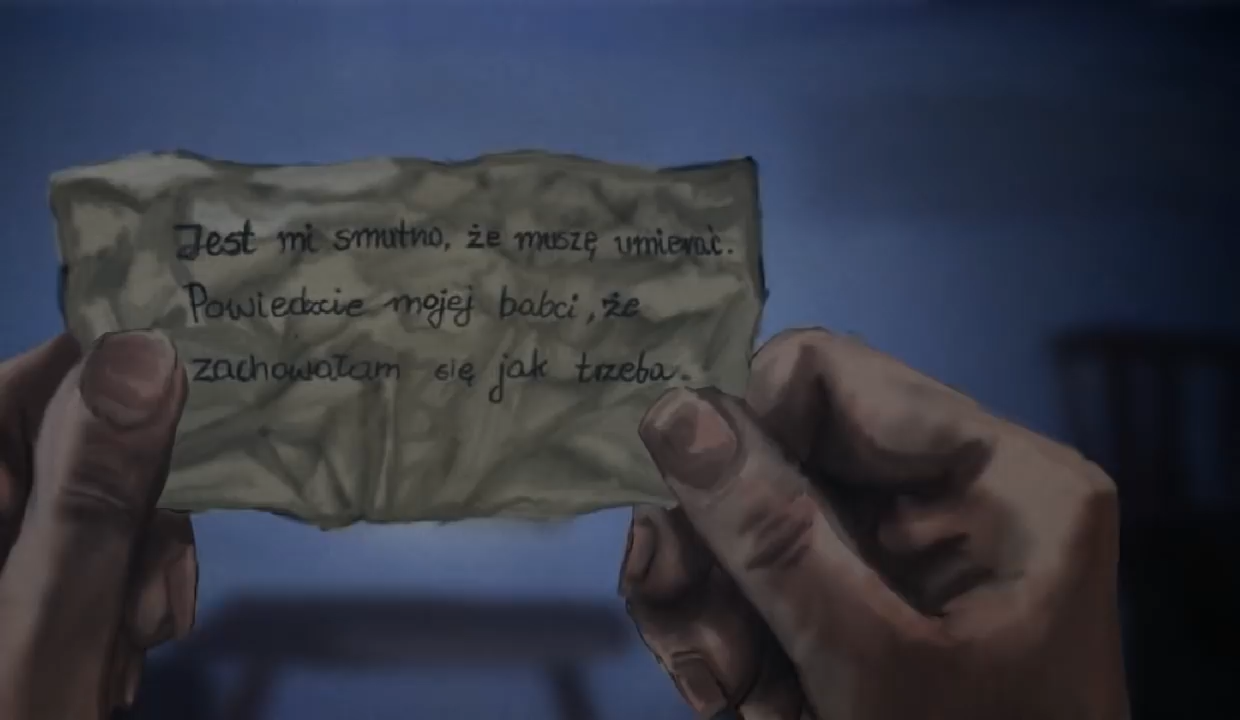 Jest mi smutno, że muszę umierać.
Powiedzcie mojej babci, że
zachowałam się jak trzeba.